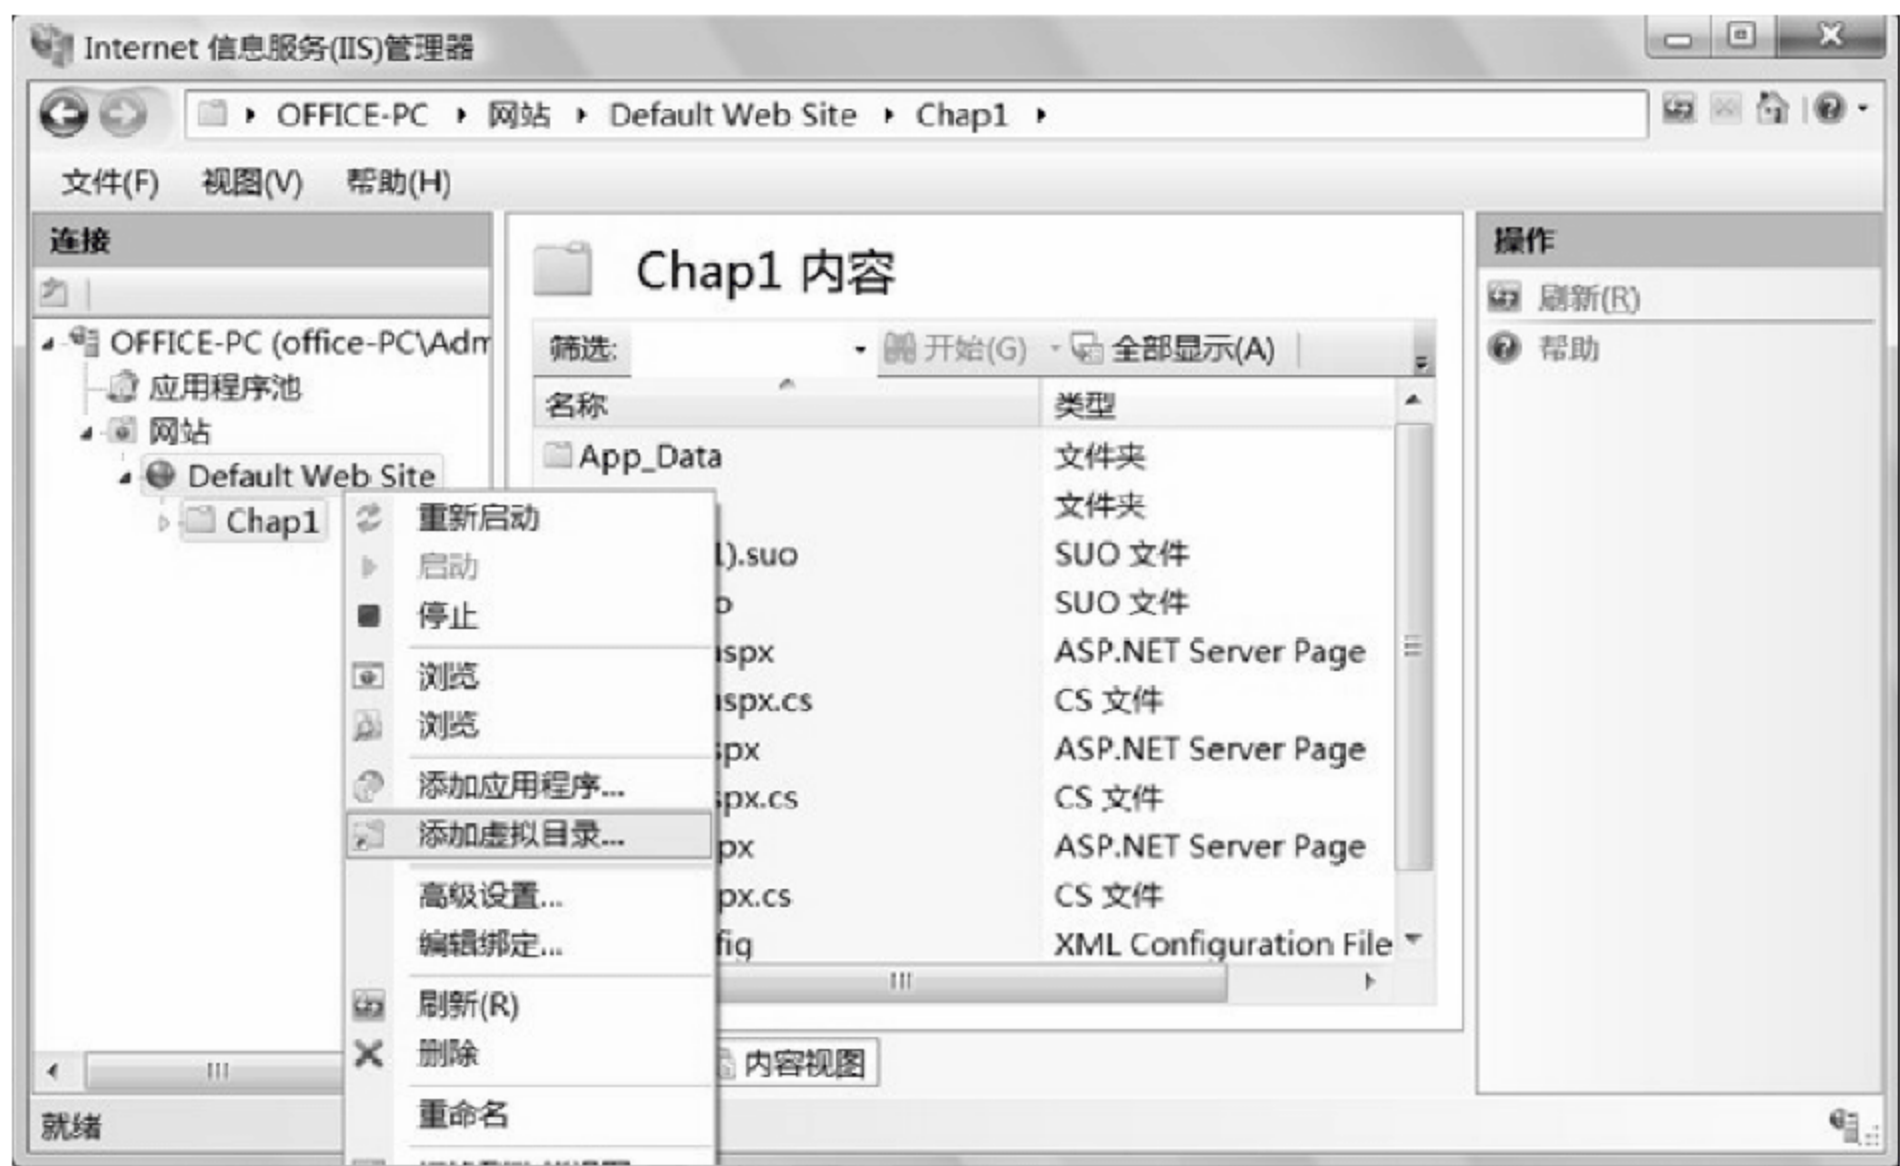 Internet 信息服务(IIS)管理器
OFFICE-PC 网站 Default Web Site Chap1
文件(F) 视图(V) 帮助(H)
连接
OFFICE-PC (office-PC\Adm
应用程序池
网站
Default Web Site
Chap1
重新启动
启动
停止
浏览
浏览
添加应用程序...
添加虚拟目录...
高级设置...
编辑绑定...
刷新(R)
删除
重命名
Chap1 内容
筛选: 开始(G) 全部显示(A)
名称 类型
App_Data 文件夹
文件夹
1).suo SUO 文件
o SUO 文件
aspx ASP.NET Server Page
aspx.cs CS 文件
spx ASP.NET Server Page
spx.cs CS 文件
px ASP.NET Server Page
px.cs CS 文件
fig XML Configuration File
内容视图
操作
刷新(R)
帮助
就绪